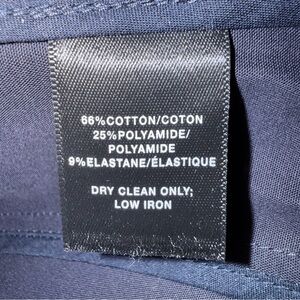 66%COTTON/COTON
25%POLYAMIDE/
POLYAMIDE
9%ELASTANE/ÉLASTIQUE
DRY CLEAN ONLY;
LOW IRON